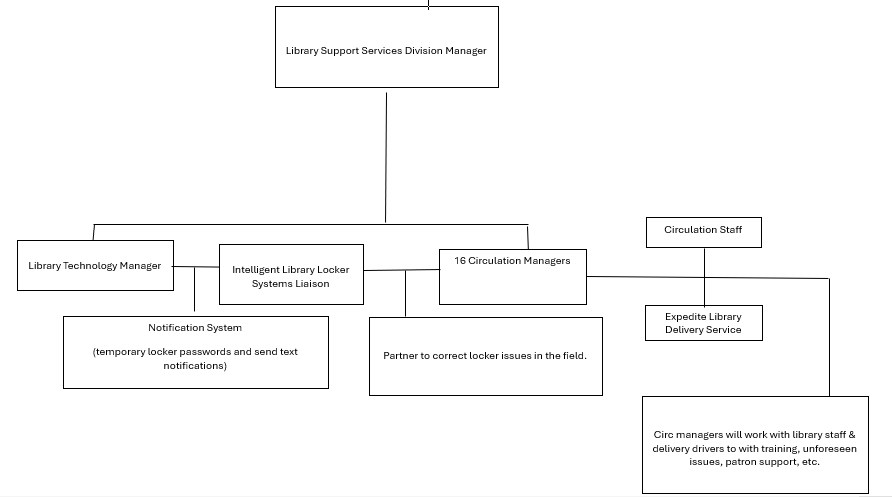 Library Support Services Division Manager
Circulation Staff
Library Technology Manager
Intelligent Library Locker
Systems Liaison
16 Circulation Managers
Expedite Library
Delivery Service
Notification System
(temporary locker passwords and send text
notifications)
Partner to correct locker issues in the field.
Circ managers will work with library staff &
delivery drivers to with training, unforeseen
issues, patron support, etc.